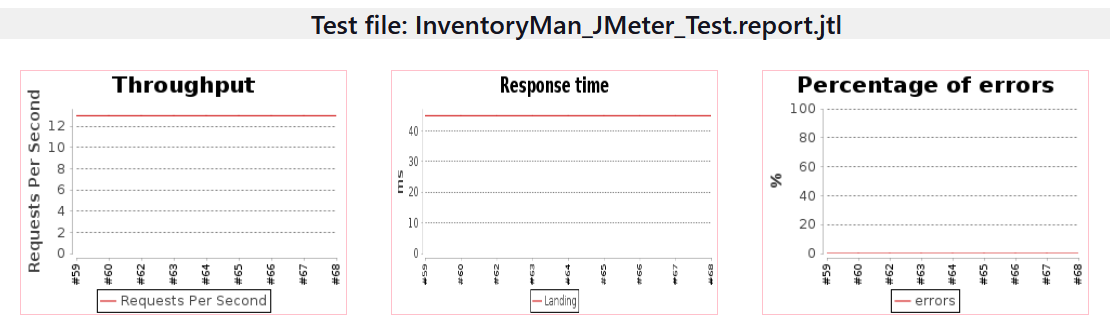 Test file: InventoryMan_JMeter_Test.report.jtl
Throughput
Requests Per Second
12
10
8
6
4
2
0
#59 #60 #62 #63 #64 #65 #66 #67 #68
Requests Per Second
Response time
ms
40
30
20
10
0
#59 #60 #62 #63 #64 #65 #66 #67 #68
Landing
Percentage of errors
%
100
80
60
40
20
0
#59 #60 #62 #63 #64 #65 #66 #67 #68
errors